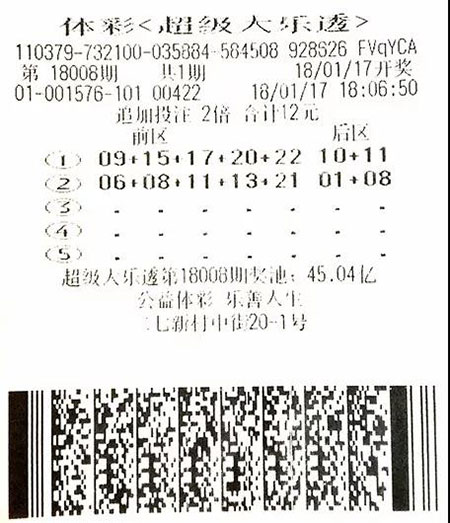 体彩<超级大乐透>
110379-732100-035884-584508 928626 FVqYCA
第 18008期 共1期 18/01/17开奖
01-001576-101 00422 18/01/17 18:06:50
追加投注 2倍 合计12元
前区 后区
① 09+15+17+20+22 10+11
② 06+08+11+13+21 01+08
③ - - - - - - -
④ - - - - - - -
⑤ - - - - - - -
超级大乐透第18008期奖池: 45.04亿
公益体彩 乐善人生
二七新村中街20-1号